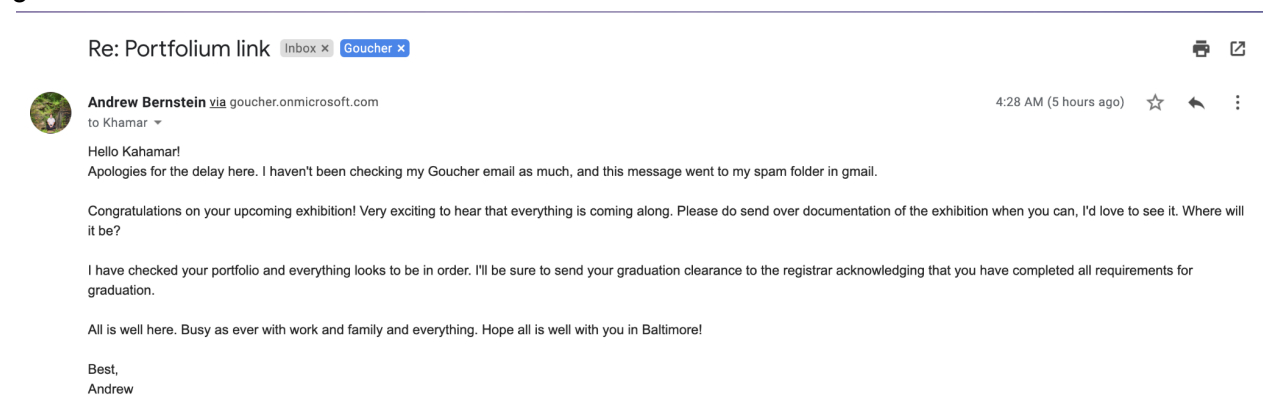 Re: Portfolium link Inbox × Goucher ×
Andrew Bernstein via goucher.onmicrosoft.com 4:28 AM (5 hours ago)
to Khamar
Hello Kahamar!
Apologies for the delay here. I haven't been checking my Goucher email as much, and this message went to my spam folder in gmail.
Congratulations on your upcoming exhibition! Very exciting to hear that everything is coming along. Please do send over documentation of the exhibition when you can, I'd love to see it. Where will
it be?
I have checked your portfolio and everything looks to be in order. I'll be sure to send your graduation clearance to the registrar acknowledging that you have completed all requirements for
graduation.
All is well here. Busy as ever with work and family and everything. Hope all is well with you in Baltimore!
Best,
Andrew